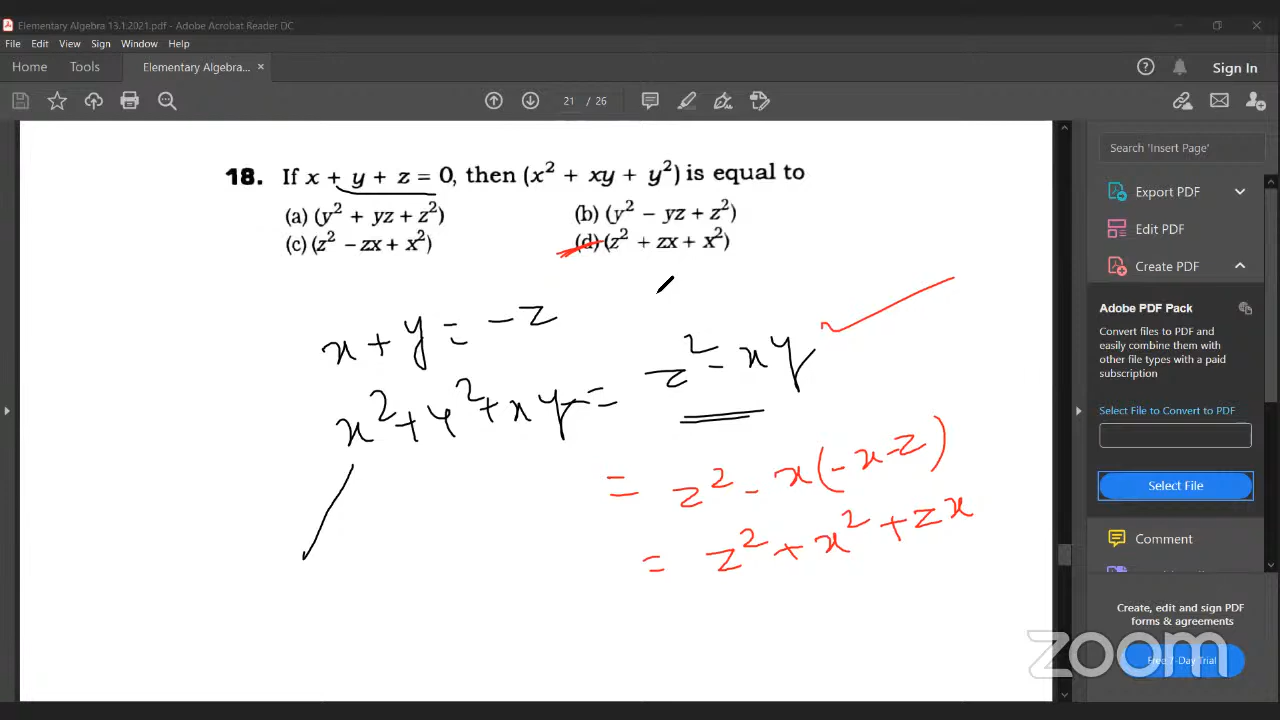 Elementary Algebra 13.1.2021.pdf - Adobe Acrobat Reader DC
File Edit View Sign Window Help
Home Tools Elementary Algebra... × Sign In
21 / 26
18. If x + y + z = 0, then (x² + xy + y²) is equal to
(a) (y² + yz + z²) (b) (y² − yz + z²)
(c) (z² − zx + x²) (d) (z² + zx + x²)
x + y = −z
x² + y² + xy = z² − xy
= z² − x(−x−z)
= z² + x² + zx
Search 'Insert Page'
Export PDF
Edit PDF
Create PDF
Adobe PDF Pack
Convert files to PDF and
easily combine them with
other file types with a paid
subscription
Select File to Convert to PDF
Select File
Comment
Create, edit and sign PDF
forms & agreements
Free 7-Day Trial
zoom